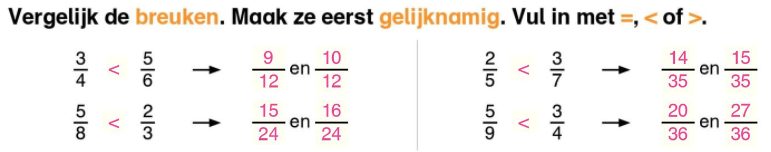 Vergelijk de breuken. Maak ze eerst gelijknamig. Vul in met =, < of >.
3/4 < 5/6 → 9/12 en 10/12
5/8 < 2/3 → 15/24 en 16/24
2/5 < 3/7 → 14/35 en 15/35
5/9 < 3/4 → 20/36 en 27/36